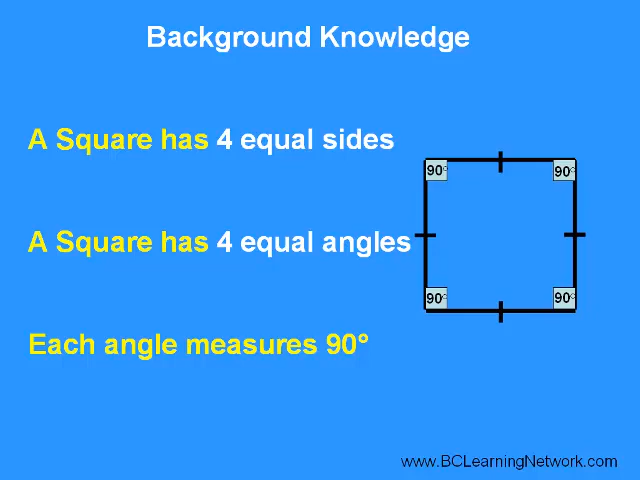 Background Knowledge
A Square has 4 equal sides
90° 90°
A Square has 4 equal angles
90° 90°
Each angle measures 90°
www.BCLearningNetwork.com